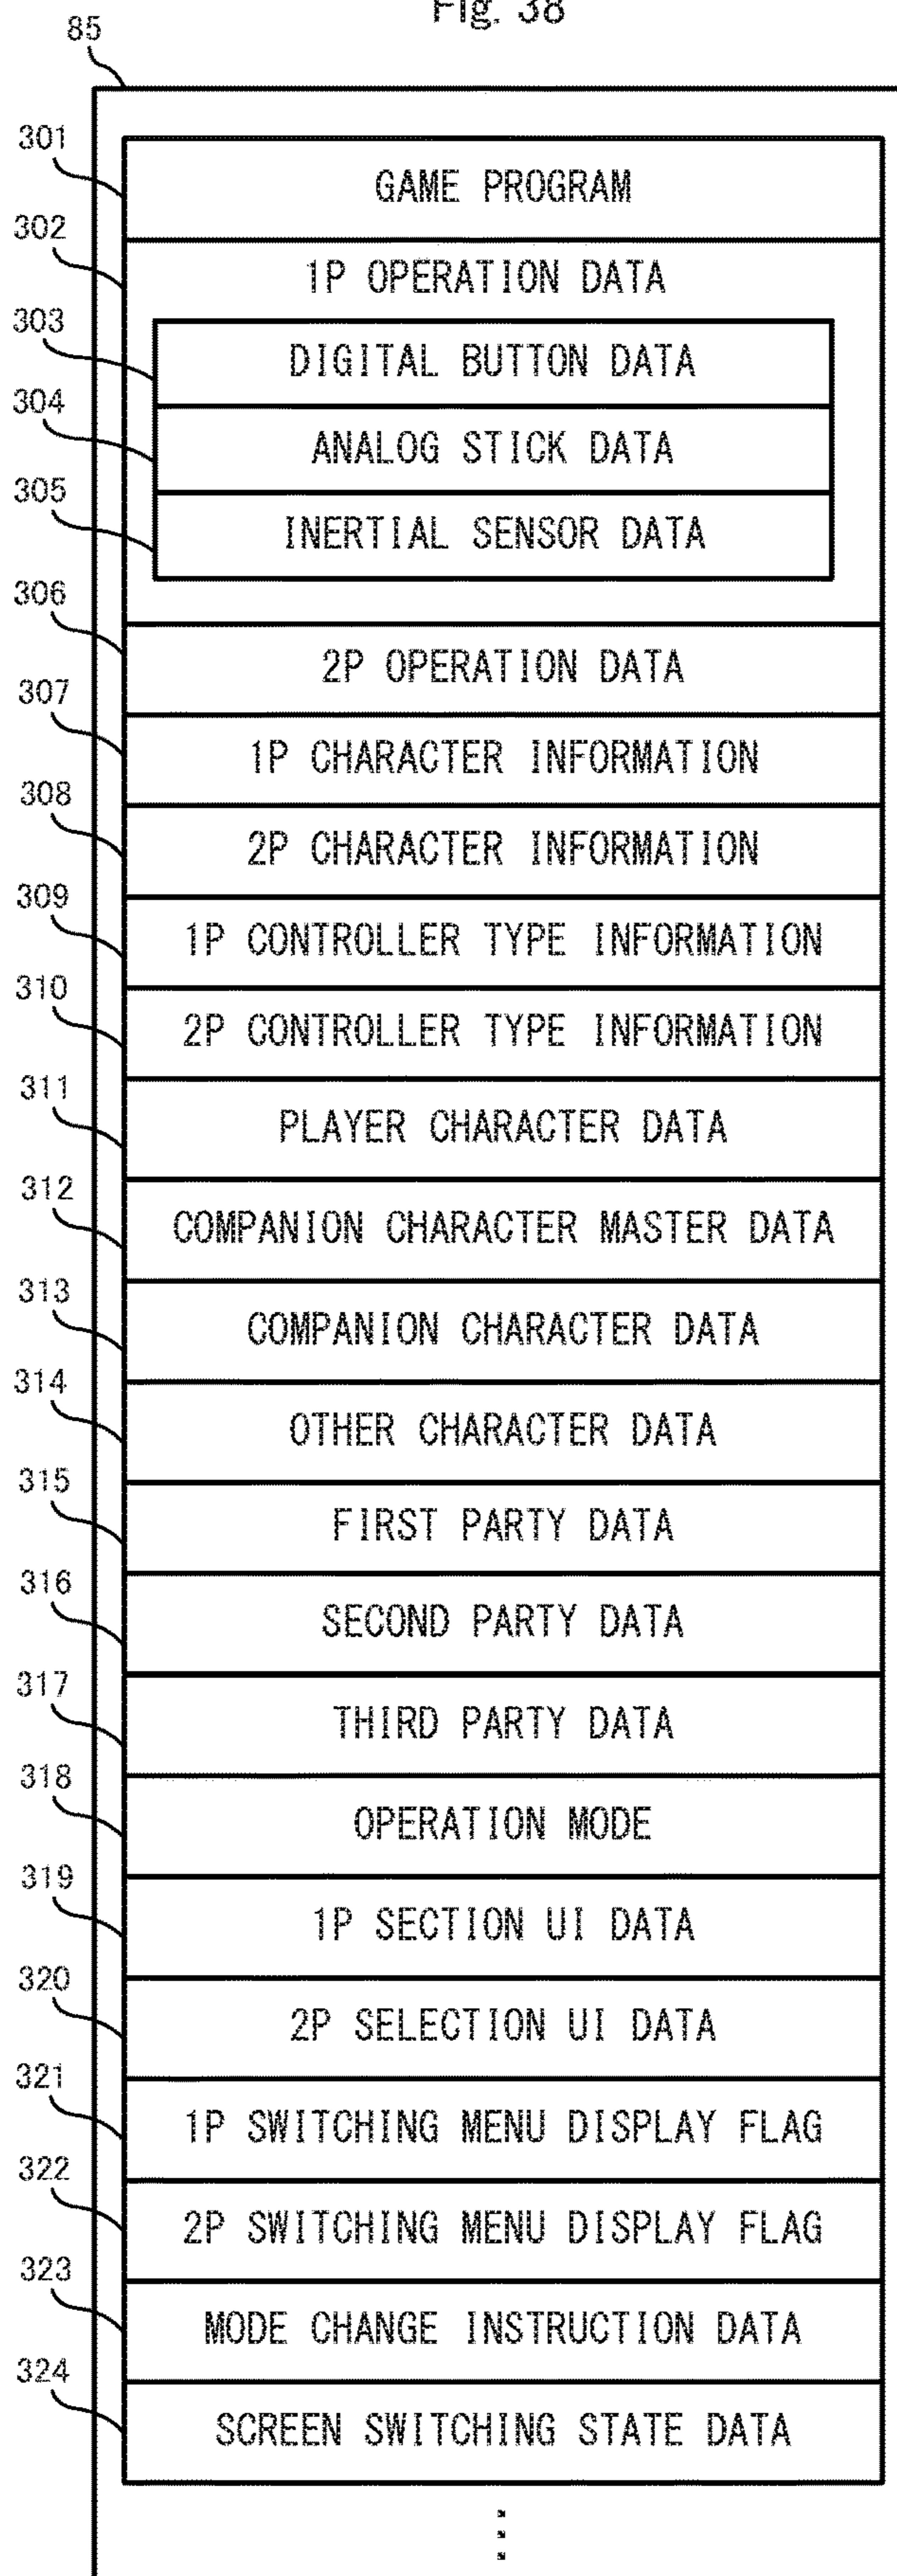 Fig. 38
85
301
GAME PROGRAM
302
1P OPERATION DATA
303
DIGITAL BUTTON DATA
304
ANALOG STICK DATA
305
INERTIAL SENSOR DATA
306
2P OPERATION DATA
307
1P CHARACTER INFORMATION
308
2P CHARACTER INFORMATION
309
1P CONTROLLER TYPE INFORMATION
310
2P CONTROLLER TYPE INFORMATION
311
PLAYER CHARACTER DATA
312
COMPANION CHARACTER MASTER DATA
313
COMPANION CHARACTER DATA
314
OTHER CHARACTER DATA
315
FIRST PARTY DATA
316
SECOND PARTY DATA
317
THIRD PARTY DATA
318
OPERATION MODE
319
1P SECTION UI DATA
320
2P SELECTION UI DATA
321
1P SWITCHING MENU DISPLAY FLAG
322
2P SWITCHING MENU DISPLAY FLAG
323
MODE CHANGE INSTRUCTION DATA
324
SCREEN SWITCHING STATE DATA